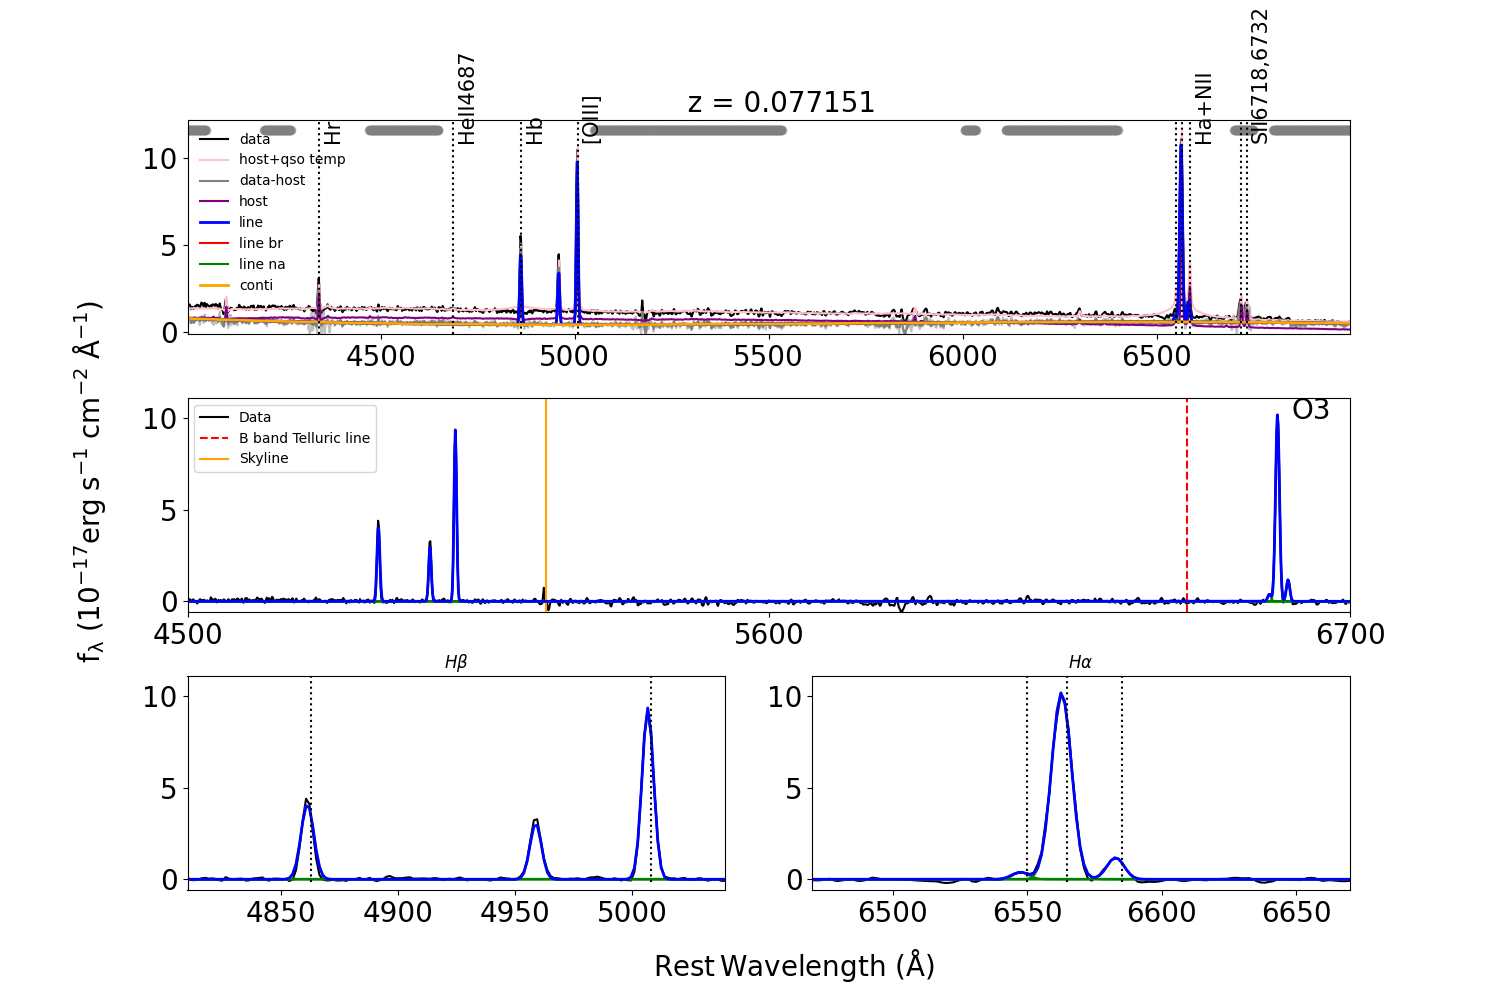 z = 0.077151
Hr
HeII4687
Hb
[OIII]
Ha+NII
SII6718,6732
data
host+qso temp
data-host
host
line
line br
line na
conti
10
5
0
4500 5000 5500 6000 6500
fλ (10⁻¹⁷erg s⁻¹ cm⁻² Å⁻¹)
Data
B band Telluric line
Skyline
O3
10
5
0
4500 5600 6700
Hβ
10
5
0
4850 4900 4950 5000
Hα
10
5
0
6500 6550 6600 6650
Rest Wavelength (Å)